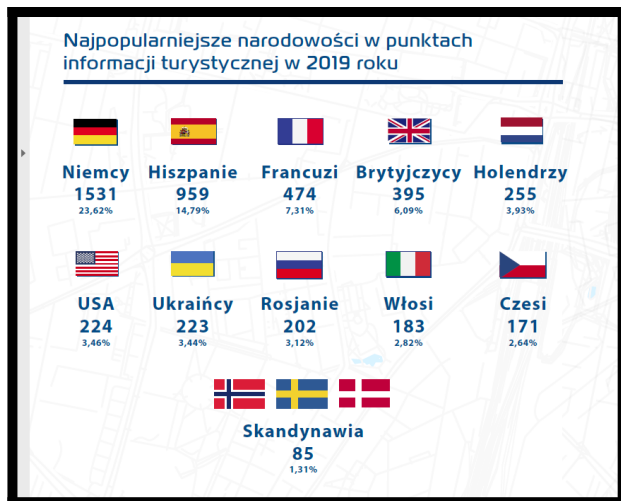 Najpopularniejsze narodowości w punktach
informacji turystycznej w 2019 roku
Niemcy Hiszpanie Francuzi Brytyjczycy Holendrzy
1531 959 474 395 255
23,62% 14,79% 7,31% 6,09% 3,93%
USA Ukraińcy Rosjanie Włosi Czesi
224 223 202 183 171
3,46% 3,44% 3,12% 2,82% 2,64%
Skandynawia
85
1,31%